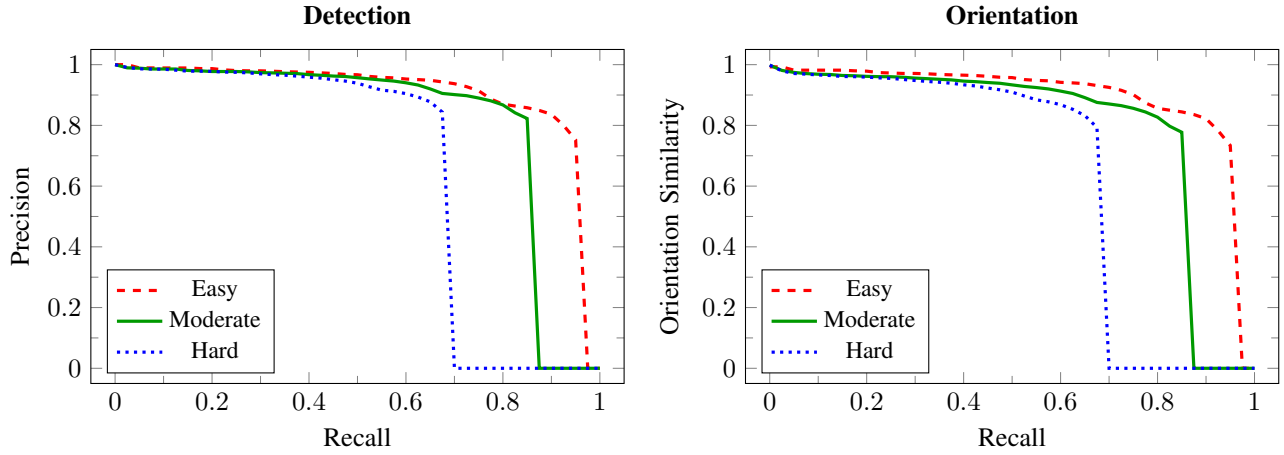 Detection
Precision
1
0.8
0.6
0.4
0.2
0
Easy
Moderate
Hard
0 0.2 0.4 0.6 0.8 1
Recall
Orientation
Orientation Similarity
1
0.8
0.6
0.4
0.2
0
Easy
Moderate
Hard
0 0.2 0.4 0.6 0.8 1
Recall